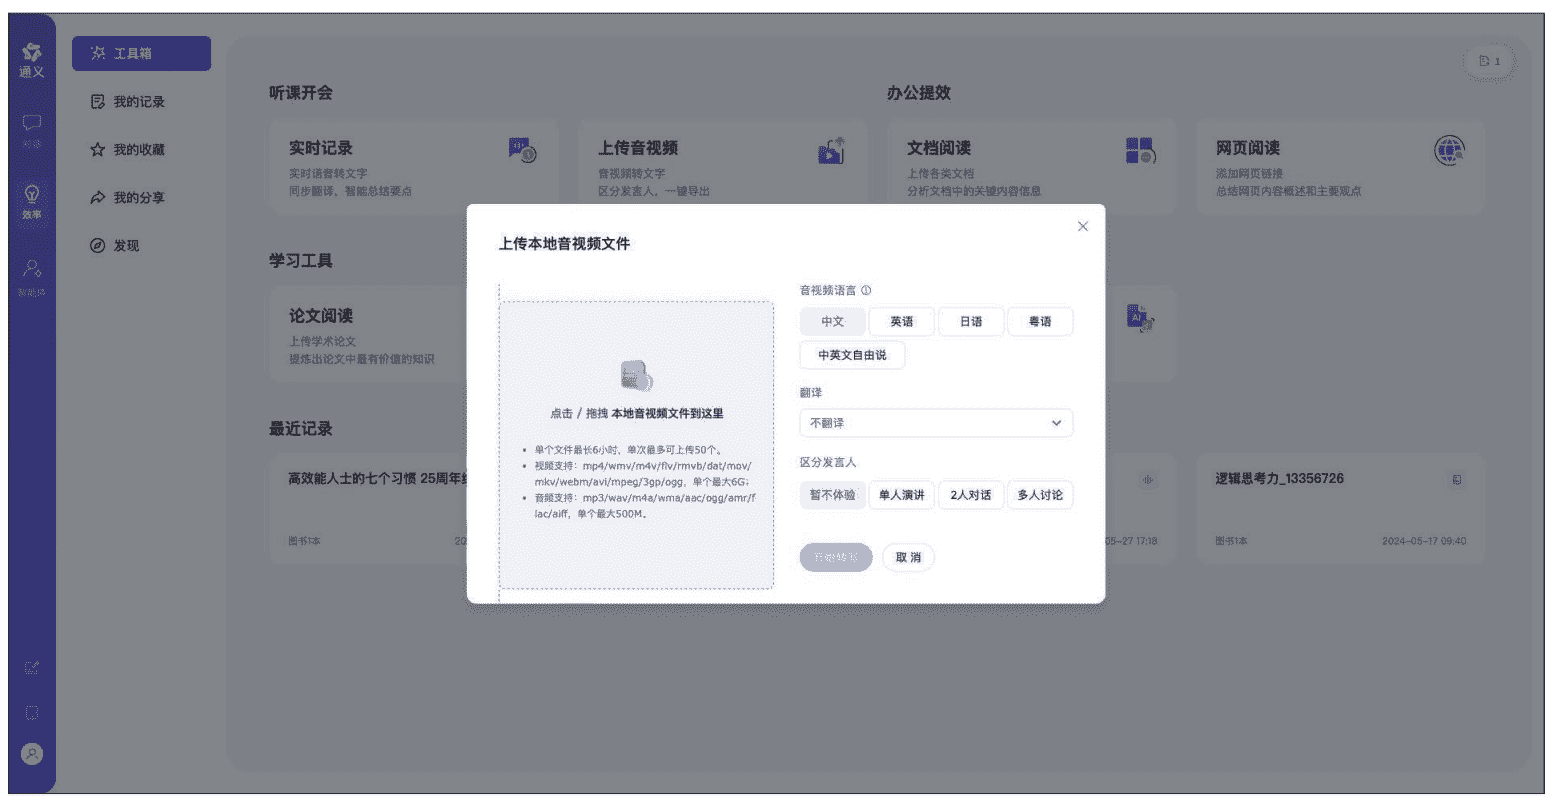 通义
效率
工具箱
我的记录
我的收藏
我的分享
发现
1
听课开会
办公提效
实时记录
实时语音转文字
同步翻译，智能总结要点
上传音视频
音视频转文字
区分发言人，一键导出
文档阅读
上传各类文档
分析文档中的关键内容信息
网页阅读
添加网页链接
总结网页内容概述和主要观点
学习工具
论文阅读
上传学术论文
提炼出论文中最有价值的知识
最近记录
高效能人士的七个习惯 25周年
图书1本
20
05-27 17:18
逻辑思考力_13356726
图书1本
2024-05-17 09:40
上传本地音视频文件
点击 / 拖拽 本地音视频文件到这里
• 单个文件最长6小时，单次最多可上传50个。
• 视频支持：mp4/wmv/m4v/flv/rmvb/dat/mov/
mkv/webm/avi/mpeg/3gp/ogg，单个最大6G;
• 音频支持：mp3/wav/m4a/wma/aac/ogg/amr/f
lac/aiff，单个最大500M。
音视频语言
中文
英语
日语
粤语
中英文自由说
翻译
不翻译
区分发言人
暂不体验
单人演讲
2人对话
多人讨论
取消